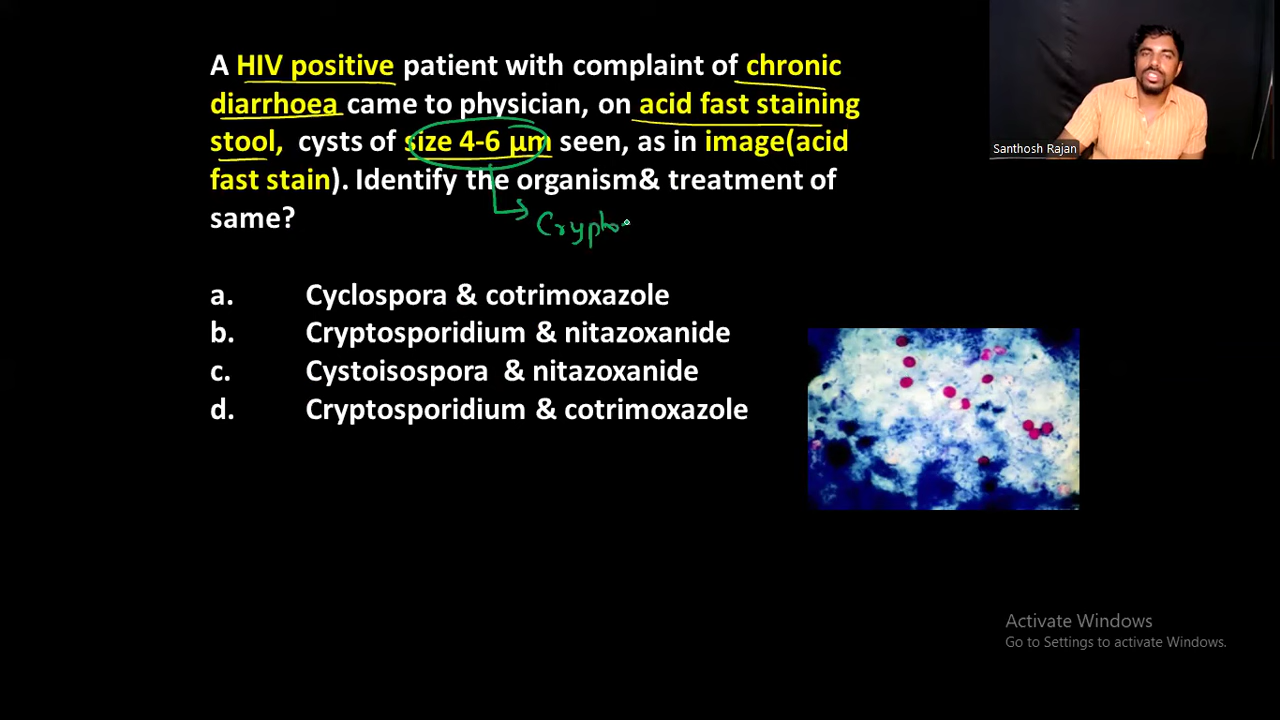 A HIV positive patient with complaint of chronic
diarrhoea came to physician, on acid fast staining
stool, cysts of size 4-6 µm seen, as in image(acid
fast stain). Identify the organism& treatment of
same?
Crypto
a. Cyclospora & cotrimoxazole
b. Cryptosporidium & nitazoxanide
c. Cystoisospora & nitazoxanide
d. Cryptosporidium & cotrimoxazole
Santhosh Rajan
Activate Windows
Go to Settings to activate Windows.